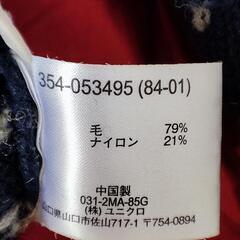 354-053495 (84-01)
毛 79%
ナイロン 21%
中国製
031-2MA-85G
(株) ユニクロ
山口県山口市佐山717-1 〒754-0894